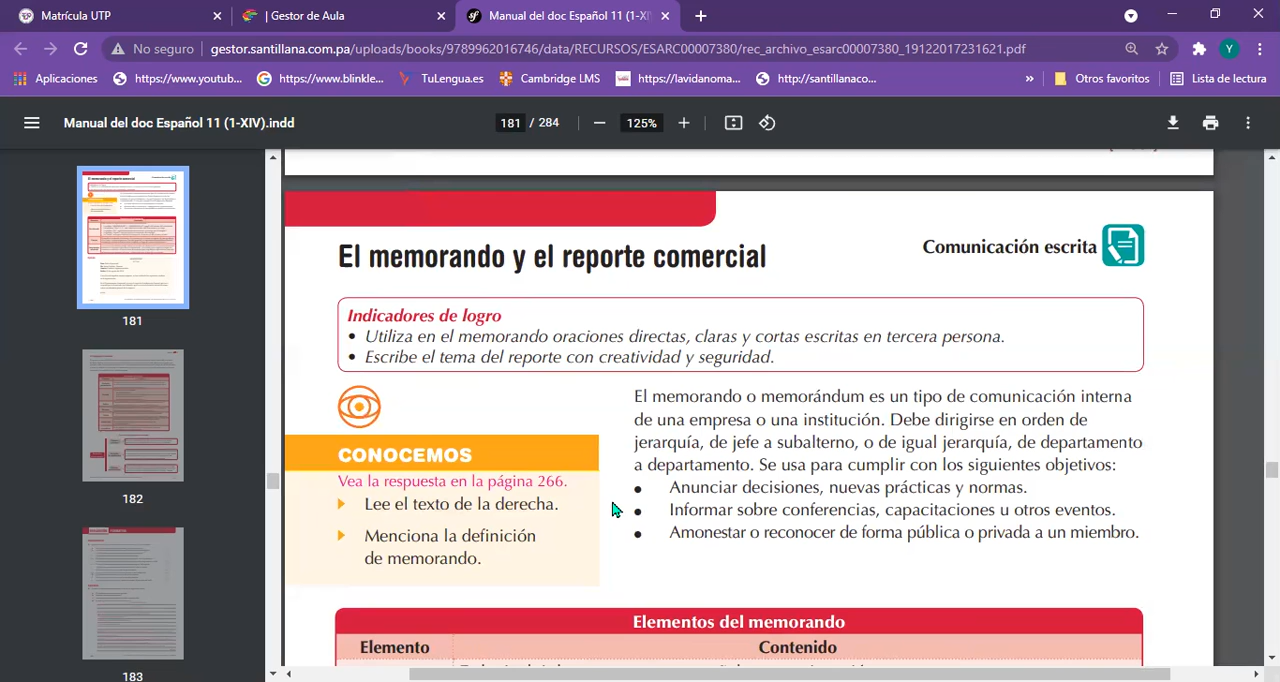 Matrícula UTP
| Gestor de Aula
Manual del doc Español 11 (1-XI
No seguro
gestor.santillana.com.pa/uploads/books/9789962016746/data/RECURSOS/ESARC00007380/rec_archivo_esarc00007380_19122017231621.pdf
Y
Aplicaciones
https://www.youtub...
https://www.blinkle...
TuLengua.es
Cambridge LMS
https://lavidanoma...
http://santillanaco...
»
Otros favoritos
Lista de lectura
Manual del doc Español 11 (1-XIV).indd
181 / 284
125%
181
182
183
El memorando y el reporte comercial
Comunicación escrita
Indicadores de logro
• Utiliza en el memorando oraciones directas, claras y cortas escritas en tercera persona.
• Escribe el tema del reporte con creatividad y seguridad.
CONOCEMOS
Vea la respuesta en la página 266.
Lee el texto de la derecha.
Menciona la definición
de memorando.
El memorando o memorándum es un tipo de comunicación interna
de una empresa o una institución. Debe dirigirse en orden de
jerarquía, de jefe a subalterno, o de igual jerarquía, de departamento
a departamento. Se usa para cumplir con los siguientes objetivos:
• Anunciar decisiones, nuevas prácticas y normas.
• Informar sobre conferencias, capacitaciones u otros eventos.
• Amonestar o reconocer de forma pública o privada a un miembro.
Elementos del memorando
Elemento
Contenido